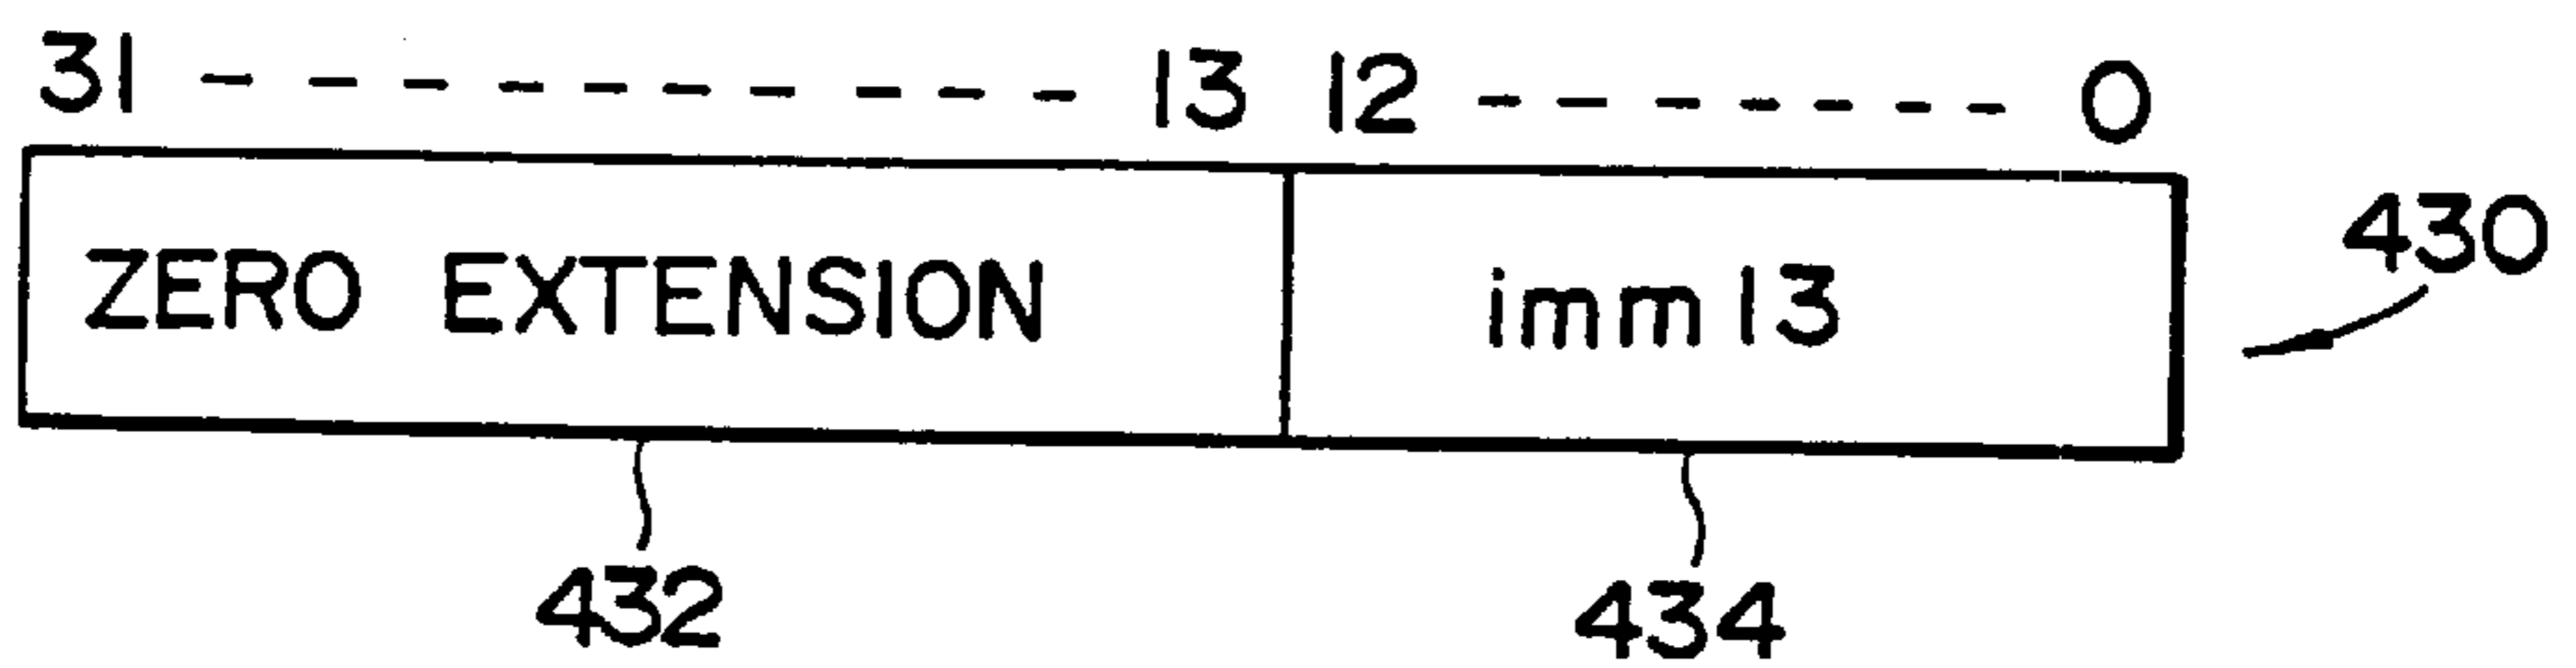 31 - - - - - - - - - - 13 12 - - - - - - - 0
ZERO EXTENSION imm13
430
432 434